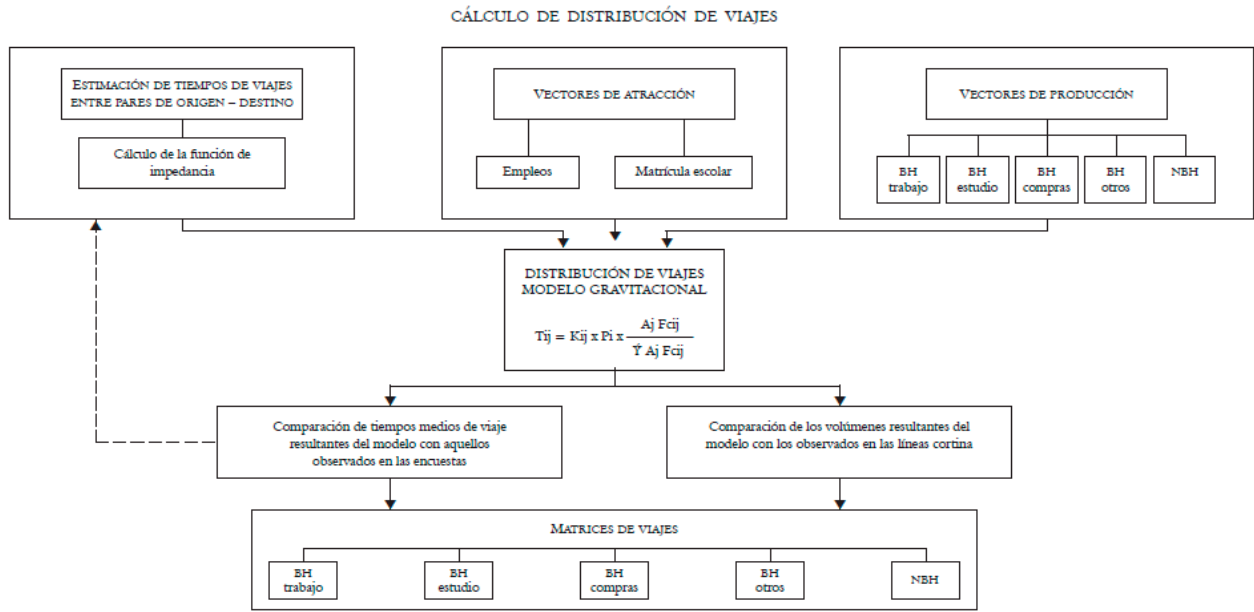 CÁLCULO DE DISTRIBUCIÓN DE VIAJES
ESTIMACIÓN DE TIEMPOS DE VIAJES
ENTRE PARES DE ORIGEN – DESTINO
Cálculo de la función de
impedancia
VECTORES DE ATRACCIÓN
Empleos
Matrícula escolar
VECTORES DE PRODUCCIÓN
BH
trabajo
BH
estudio
BH
compras
BH
otros
NBH
DISTRIBUCIÓN DE VIAJES
MODELO GRAVITACIONAL
Aj Fcij
Tij = Kij x Pi x
Ý Aj Fcij
Comparación de tiempos medios de viaje
resultantes del modelo con aquellos
observados en las encuestas
Comparación de los volúmenes resultantes del
modelo con los observados en las líneas cortina
MATRICES DE VIAJES
BH
trabajo
BH
estudio
BH
compras
BH
otros
NBH